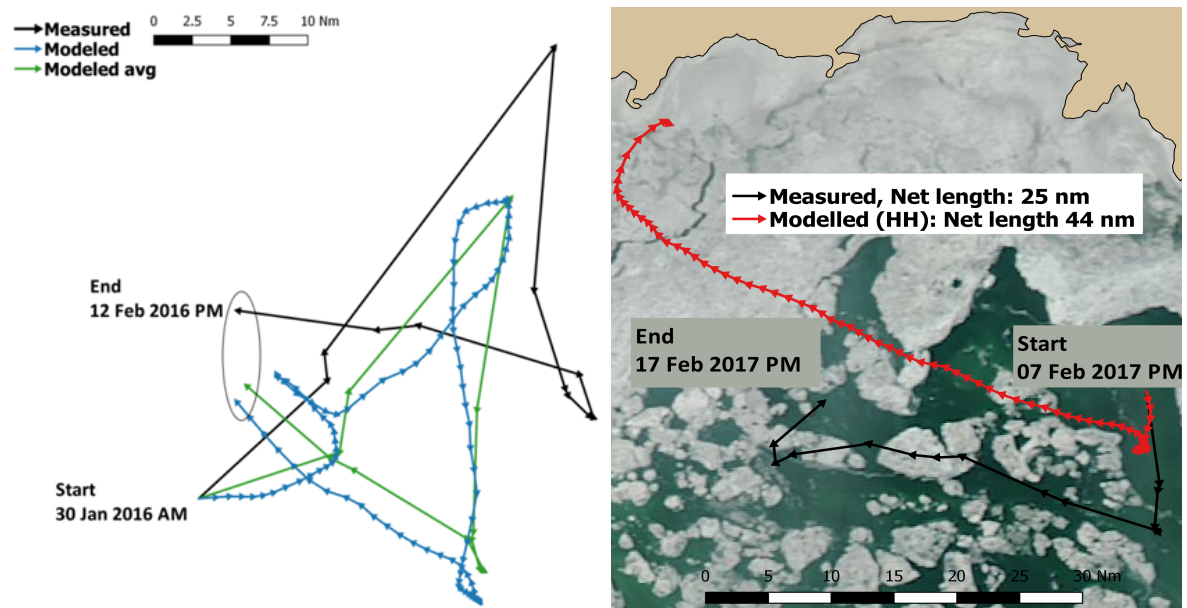 Measured
Modeled
Modeled avg
0 2.5 5 7.5 10 Nm
End
12 Feb 2016 PM
Start
30 Jan 2016 AM
Measured, Net length: 25 nm
Modelled (HH): Net length 44 nm
End
17 Feb 2017 PM
Start
07 Feb 2017 PM
0 5 10 15 20 25 30 Nm